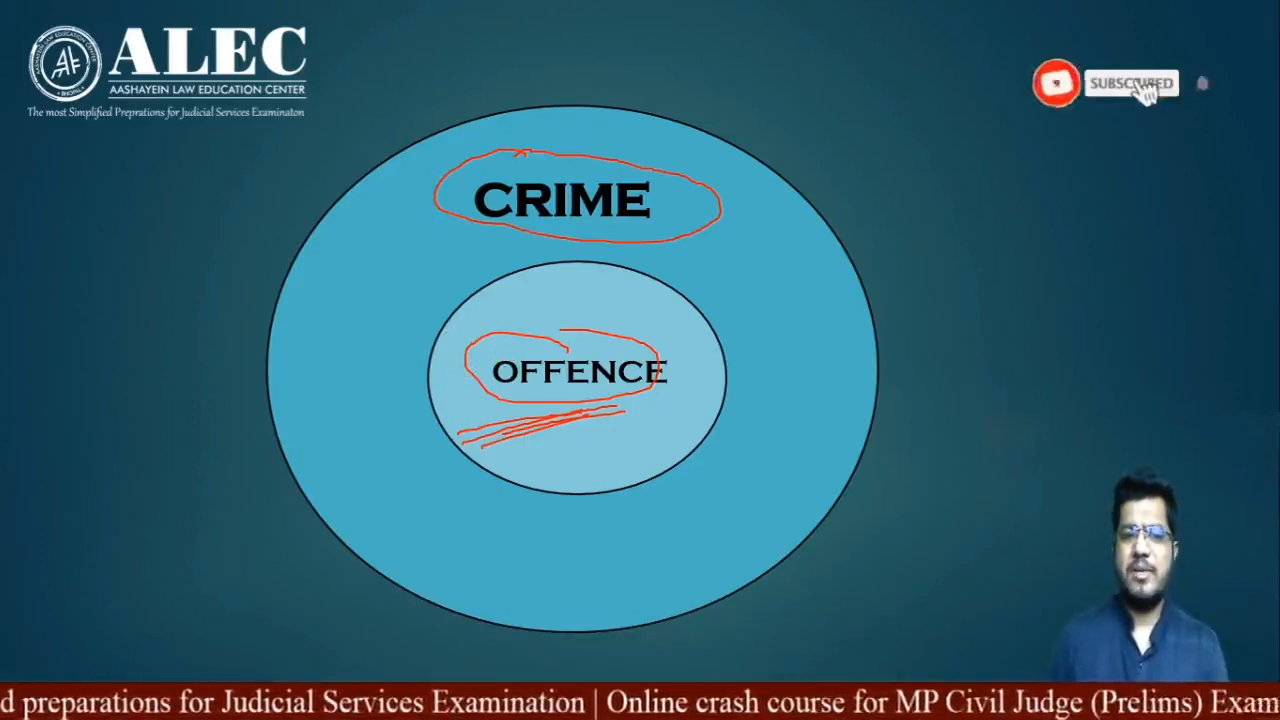 ALEC
AASHAYEIN LAW EDUCATION CENTER
The most Simplified Preprations for Judicial Services Examinaton
SUBSCRIBED
CRIME
OFFENCE
d preparations for Judicial Services Examination | Online crash course for MP Civil Judge (Prelims) Exam